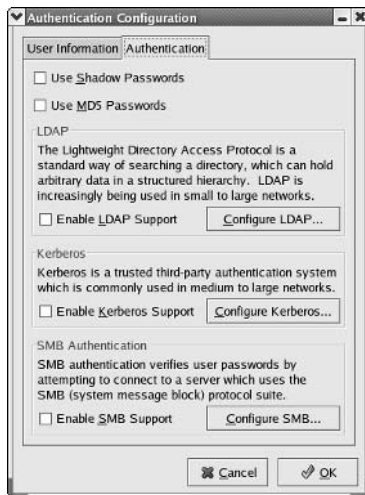 Authentication Configuration
User Information Authentication
Use Shadow Passwords
Use MD5 Passwords
LDAP
The Lightweight Directory Access Protocol is a
standard way of searching a directory, which can hold
arbitrary data in a structured hierarchy. LDAP is
increasingly being used in small to large networks.
Enable LDAP Support Configure LDAP...
Kerberos
Kerberos is a trusted third-party authentication system
which is commonly used in medium to large networks.
Enable Kerberos Support Configure Kerberos...
SMB Authentication
SMB authentication verifies user passwords by
attempting to connect to a server which uses the
SMB (system message block) protocol suite.
Enable SMB Support Configure SMB...
Cancel OK